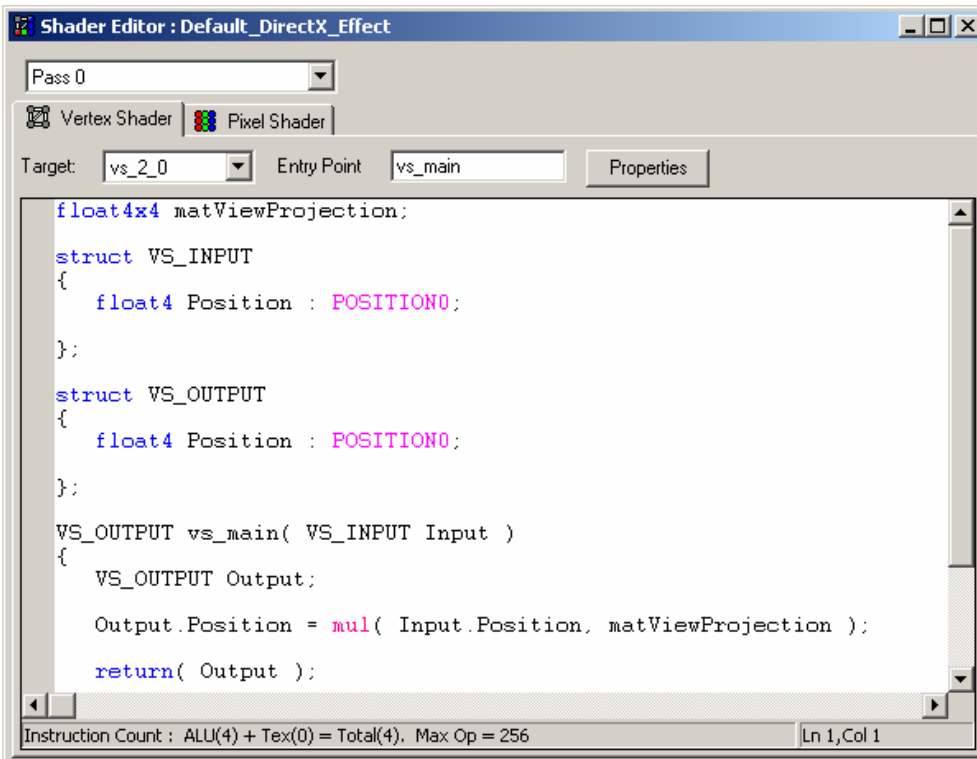 Shader Editor : Default_DirectX_Effect
Pass 0
Vertex Shader Pixel Shader
Target: vs_2_0 Entry Point vs_main Properties
float4x4 matViewProjection;
struct VS_INPUT
{
float4 Position : POSITION0;
};
struct VS_OUTPUT
{
float4 Position : POSITION0;
};
VS_OUTPUT vs_main( VS_INPUT Input )
{
VS_OUTPUT Output;
Output.Position = mul( Input.Position, matViewProjection );
return( Output );
Instruction Count : ALU(4) + Tex(0) = Total(4). Max Op = 256 Ln 1,Col 1